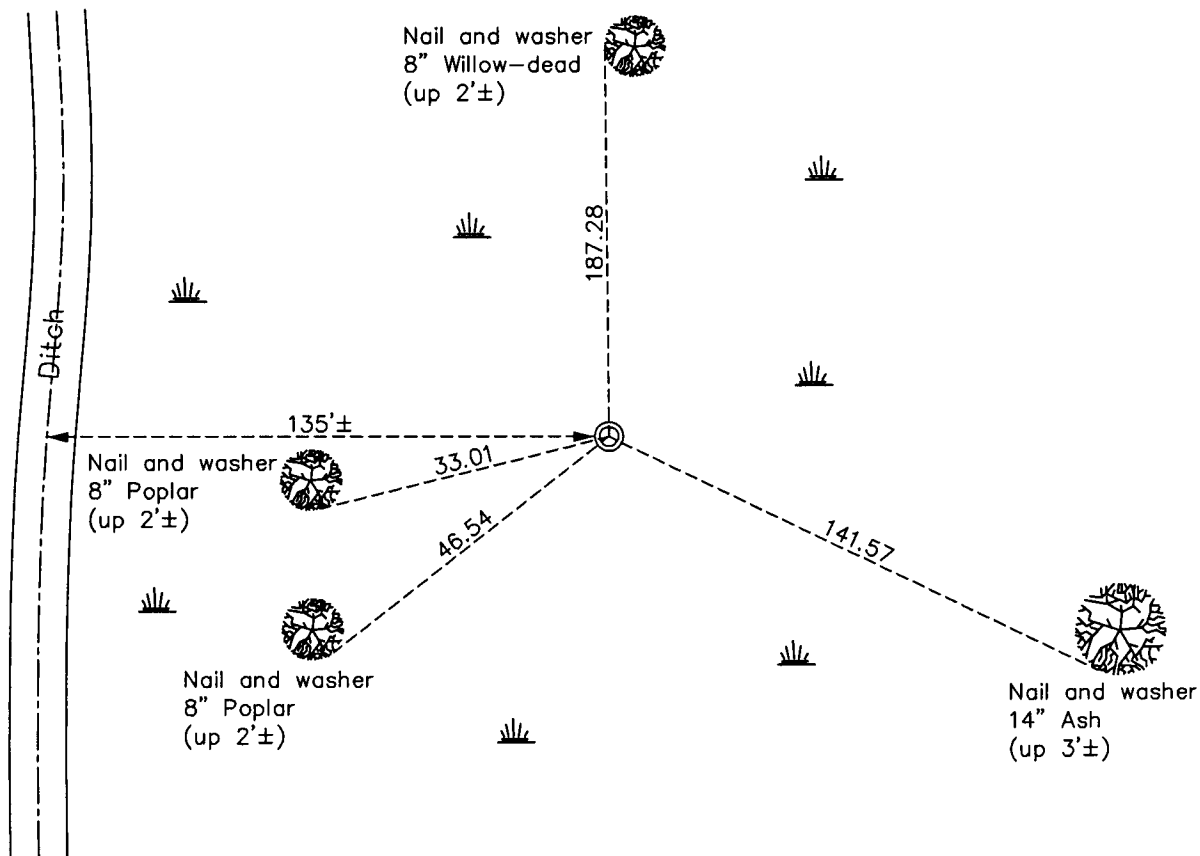 Nail and washer
8" Willow-dead
(up 2'±)
187.28
Ditch
135'±
33.01
Nail and washer
8" Poplar
(up 2'±)
46.54
141.57
Nail and washer
8" Poplar
(up 2'±)
Nail and washer
14" Ash
(up 3'±)